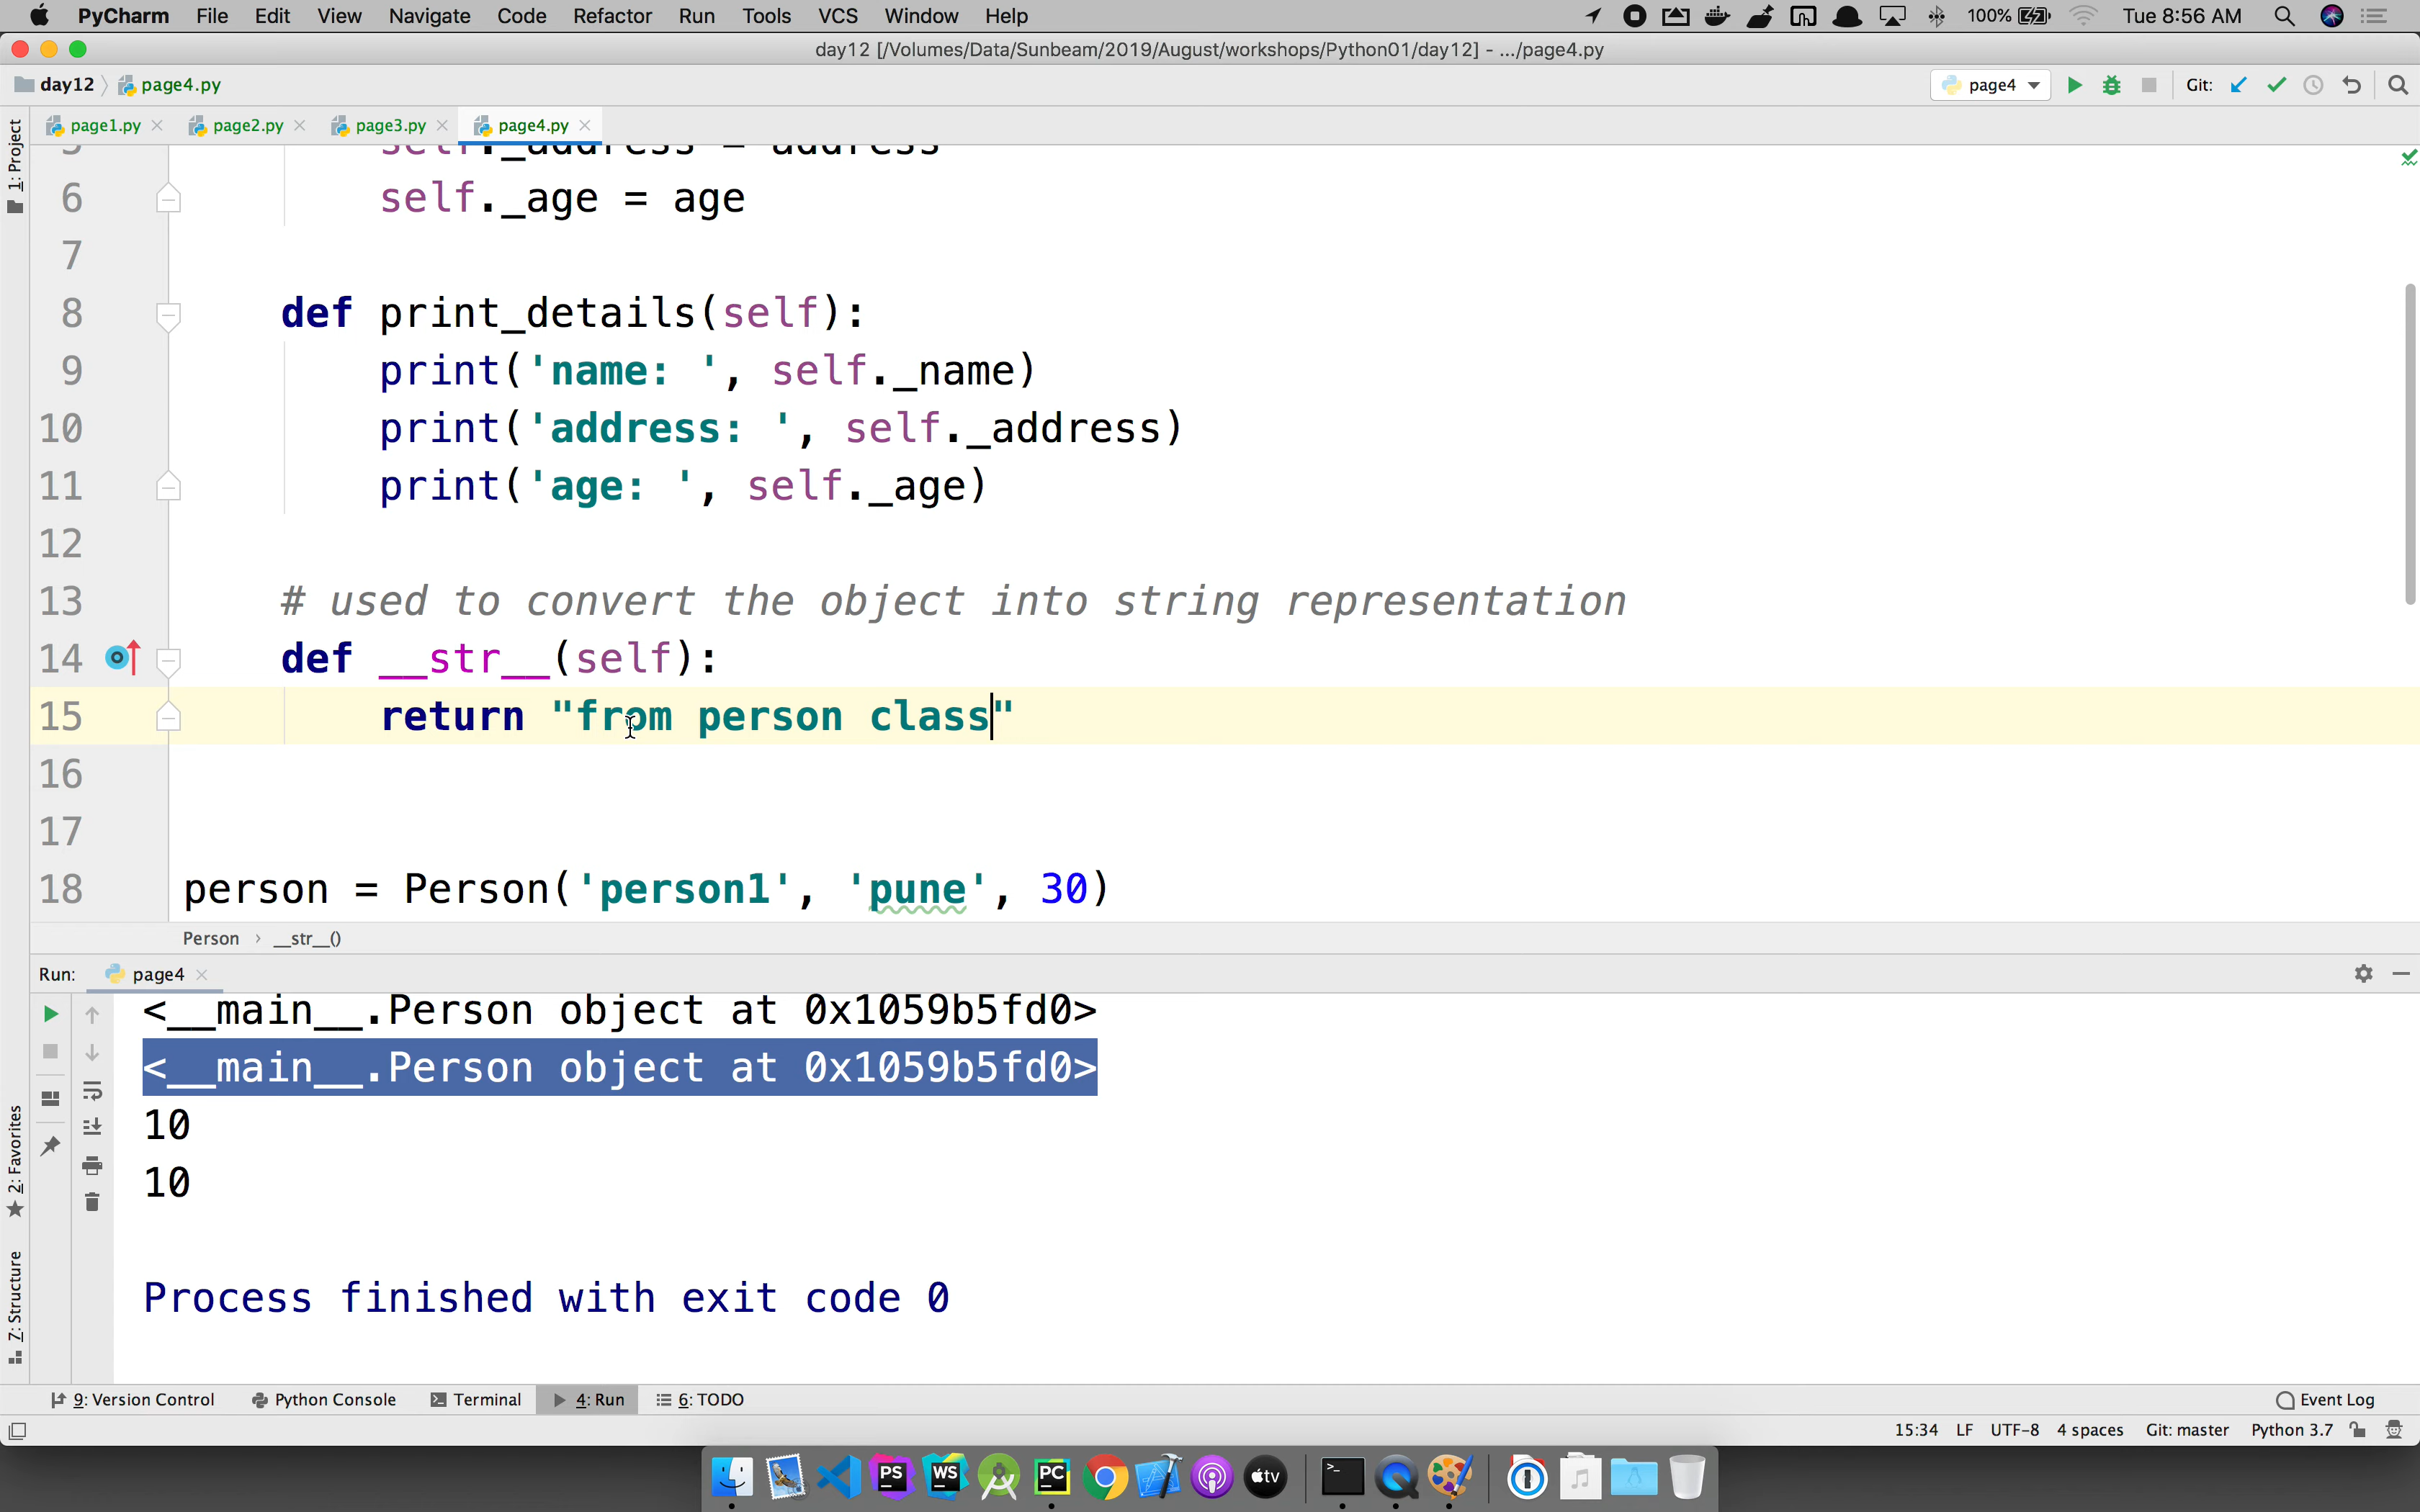 PyCharm File Edit View Navigate Code Refactor Run Tools VCS Window Help 100% Tue 8:56 AM
day12 [/Volumes/Data/Sunbeam/2019/August/workshops/Python01/day12] - .../page4.py
day12 page4.py page4 Git:
page1.py page2.py page3.py page4.py
1: Project
self._address = address
6 self._age = age
7
8 def print_details(self):
9 print('name: ', self._name)
10 print('address: ', self._address)
11 print('age: ', self._age)
12
13 # used to convert the object into string representation
14 def __str__(self):
15 return "from person class"
16
17
18 person = Person('person1', 'pune', 30)
Person › __str__()
Run: page4
<__main__.Person object at 0x1059b5fd0>
<__main__.Person object at 0x1059b5fd0>
10
10
Process finished with exit code 0
2: Favorites
7: Structure
9: Version Control Python Console Terminal 4: Run 6: TODO Event Log
15:34 LF UTF-8 4 spaces Git: master Python 3.7
PS WS PC tv